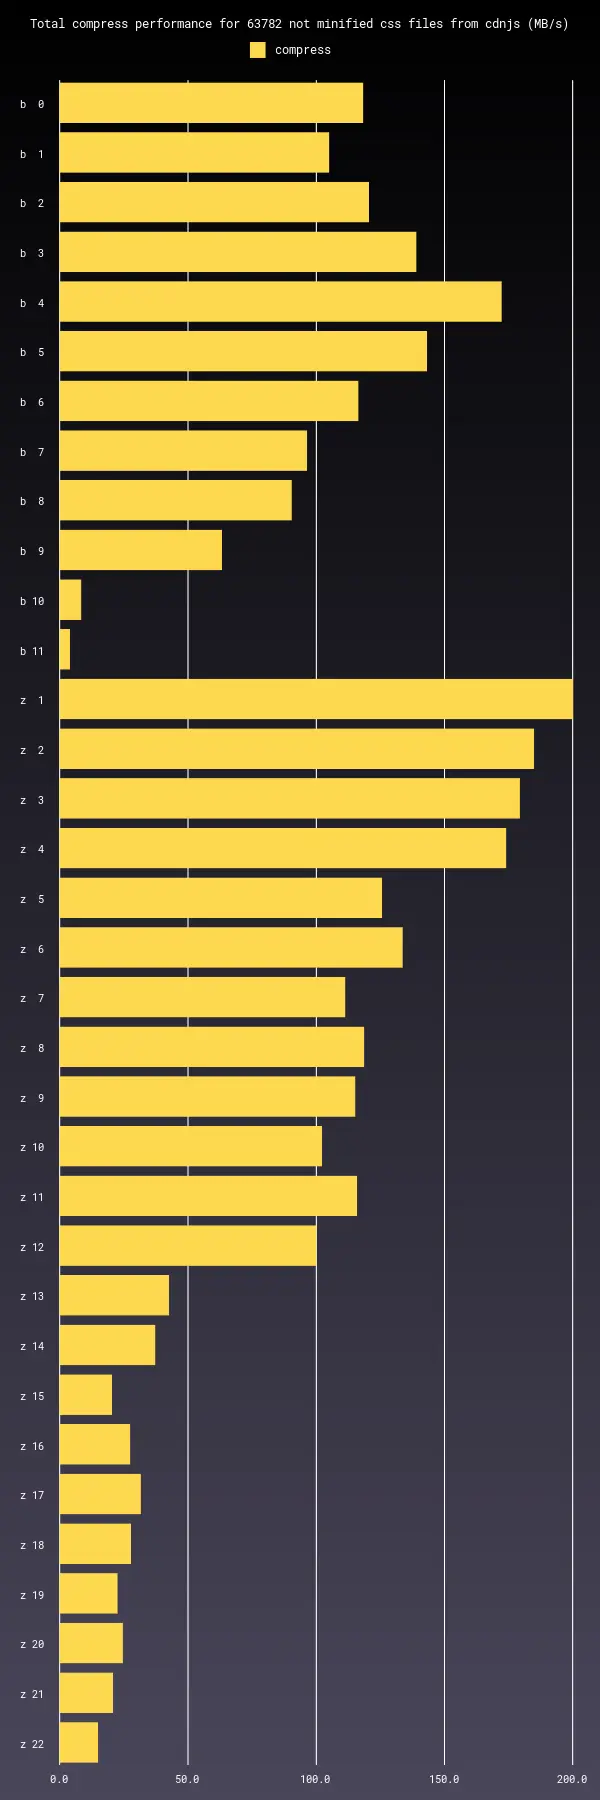 Total compress performance for 63782 not minified css files from cdnjs (MB/s)
compress
b  0
b  1
b  2
b  3
b  4
b  5
b  6
b  7
b  8
b  9
b 10
b 11
z  1
z  2
z  3
z  4
z  5
z  6
z  7
z  8
z  9
z 10
z 11
z 12
z 13
z 14
z 15
z 16
z 17
z 18
z 19
z 20
z 21
z 22
0.0 50.0 100.0 150.0 200.0